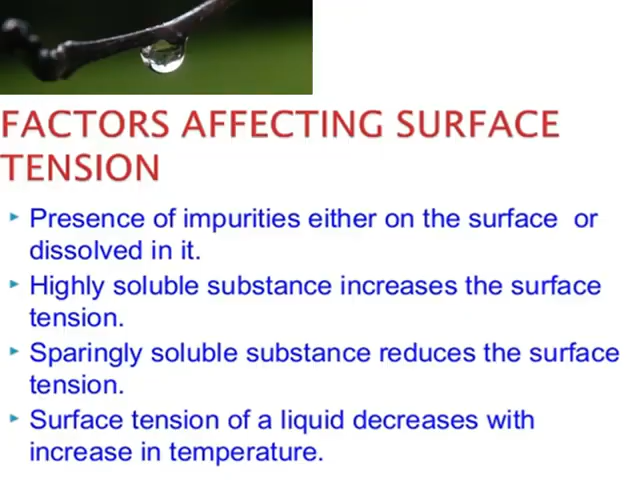 FACTORS AFFECTING SURFACE
TENSION
Presence of impurities either on the surface or
dissolved in it.
Highly soluble substance increases the surface
tension.
Sparingly soluble substance reduces the surface
tension.
Surface tension of a liquid decreases with
increase in temperature.